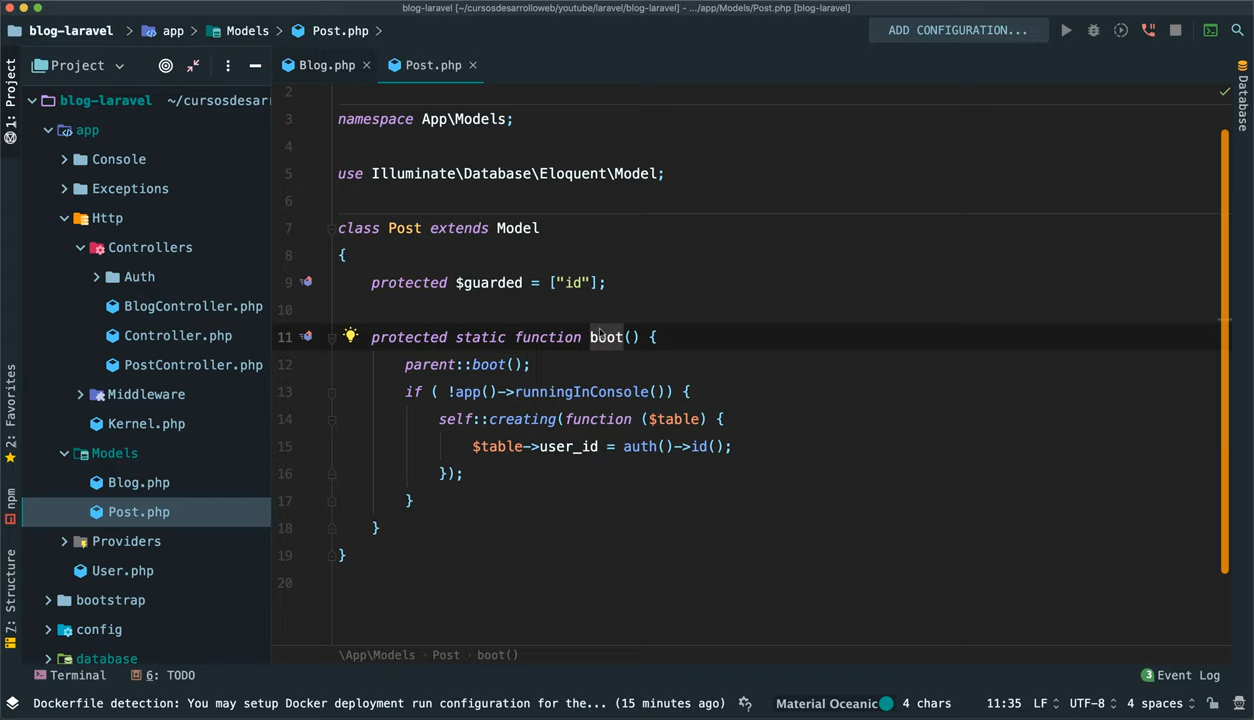 blog-laravel [~/cursosdesarrolloweb/youtube/laravel/blog-laravel] - .../app/Models/Post.php [blog-laravel]
blog-laravel app Models Post.php ADD CONFIGURATION...
Project Blog.php Post.php
1: Project
2: Favorites
npm
7: Structure
Database
blog-laravel ~/cursosdesarr
app
Console
Exceptions
Http
Controllers
Auth
BlogController.php
Controller.php
PostController.php
Middleware
Kernel.php
Models
Blog.php
Post.php
Providers
User.php
bootstrap
config
database
2
3 namespace App\Models;
4
5 use Illuminate\Database\Eloquent\Model;
6
7 class Post extends Model
8 {
9 protected $guarded = ["id"];
10
11 protected static function boot() {
12 parent::boot();
13 if ( !app()->runningInConsole()) {
14 self::creating(function ($table) {
15 $table->user_id = auth()->id();
16 });
17 }
18 }
19 }
20
\App\Models Post boot()
Terminal 6: TODO 3 Event Log
Dockerfile detection: You may setup Docker deployment run configuration for the... (15 minutes ago) Material Oceanic 4 chars 11:35 LF UTF-8 4 spaces